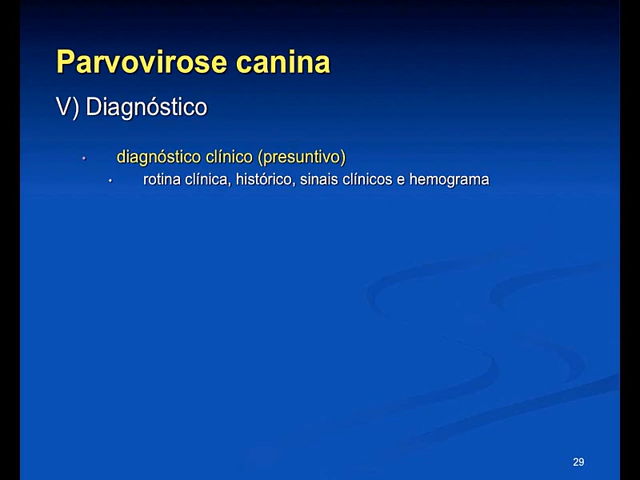 Parvovirose canina
V) Diagnóstico
• diagnóstico clínico (presuntivo)
• rotina clínica, histórico, sinais clínicos e hemograma
29